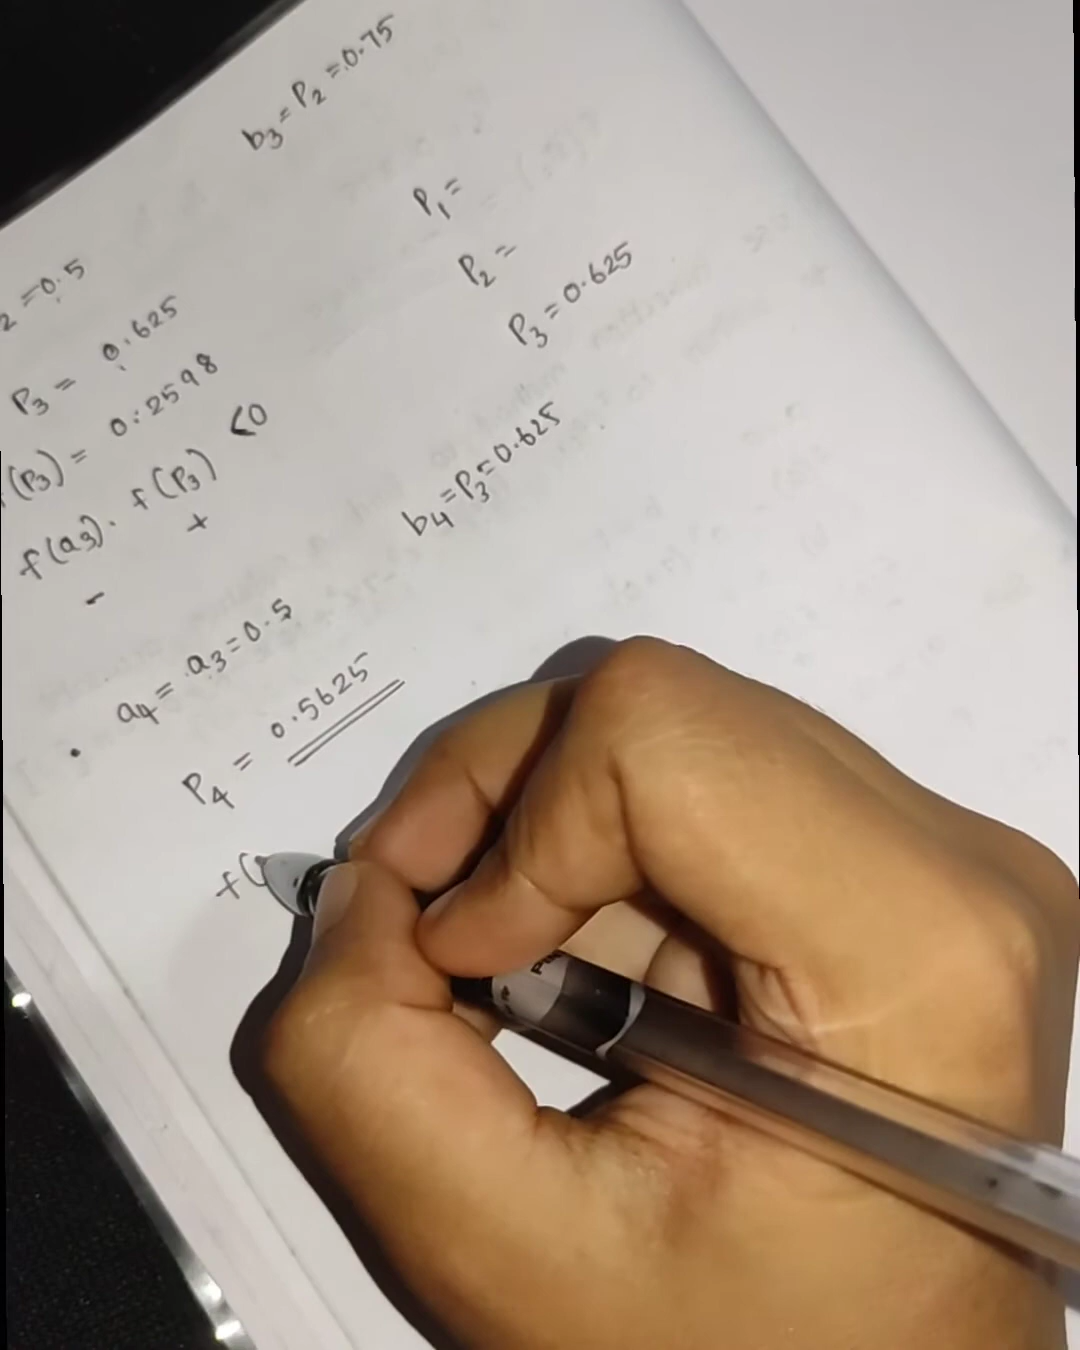 b3 = P2 = 0.75
2 = 0.5
P1 =
P2 =
P3 = 0.625
P3 = 0.625
(P3) = 0.2598
f(a3) . f(P3) < 0
- +
a4 = a3 = 0.5
b4 = P3 = 0.625
P4 = 0.5625
f(